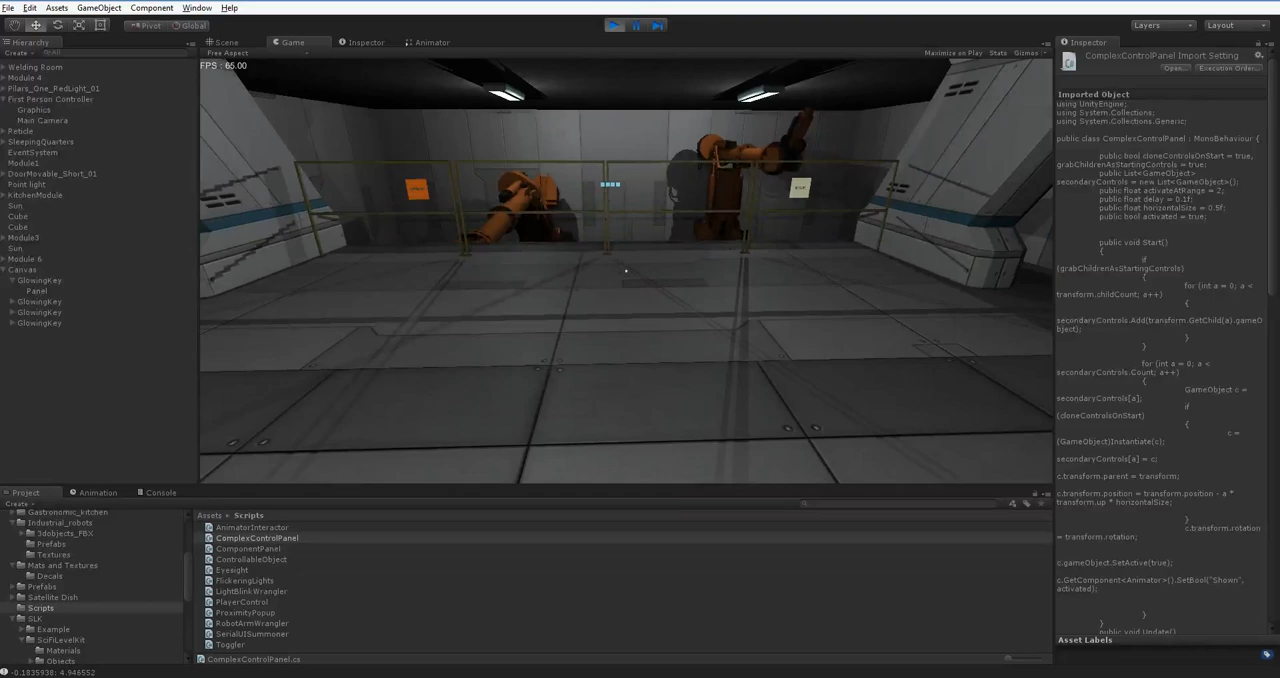 File Edit Assets GameObject Component Window Help
Pivot Global Layers Layout
Hierarchy Scene Game Inspector Animator Inspector
Create All Free Aspect Maximize on Play Stats Gizmos
FPS : 65.00
Welding Room
Module 4
Pilars_One_RedLight_01
First Person Controller
Graphics
Main Camera
Reticle
SleepingQuarters
EventSystem
Module1
DoorMovable_Short_01
Point light
KitchenModule
Sun
Cube
Cube
Module3
Sun
Module 6
Canvas
GlowingKey
Panel
GlowingKey
GlowingKey
GlowingKey
ComplexControlPanel Import Setting
Open... Execution Order...
Imported Object
using UnityEngine;
using System.Collections;
using System.Collections.Generic;
public class ComplexControlPanel : MonoBehaviour {
public bool cloneControlsOnStart = true,
grabChildrenAsStartingControls = true;
public List<GameObject>
secondaryControls = new List<GameObject>();
public float activateAtRange = 2;
public float delay = 0.1f;
public float horizontalSize = 0.5f;
public bool activated = true;
public void Start()
{
if
(grabChildrenAsStartingControls)
{
for (int a = 0; a <
transform.childCount; a++)
{
secondaryControls.Add(transform.GetChild(a).gameO
bject);
}
}
for (int a = 0; a <
secondaryControls.Count; a++)
{
GameObject c =
secondaryControls[a];
if
(cloneControlsOnStart)
{
c =
(GameObject)Instantiate(c);
secondaryControls[a] = c;
c.transform.parent = transform;
c.transform.position = transform.position - a *
transform.up * horizontalSize;
}
c.transform.rotation
= transform.rotation;
c.gameObject.SetActive(true);
c.GetComponent<Animator>().SetBool("Shown",
activated);
}
}
public void Update()
Asset Labels
Project Animation Console
Create
Gastronomic_kitchen
Industrial_robots
3dobjects_FBX
Prefabs
Textures
Mats and Textures
Decals
Prefabs
Satellite Dish
Scripts
SLK
Example
SciFiLevelKit
Materials
Objects
Assets Scripts
AnimatorInteractor
ComplexControlPanel
ComponentPanel
ControllableObject
Eyesight
FlickeringLights
LightBlinkWrangler
PlayerControl
ProximityPopup
RobotArmWrangler
SerialUISummoner
Toggler
ComplexControlPanel.cs
-0.1835938; 4.946552